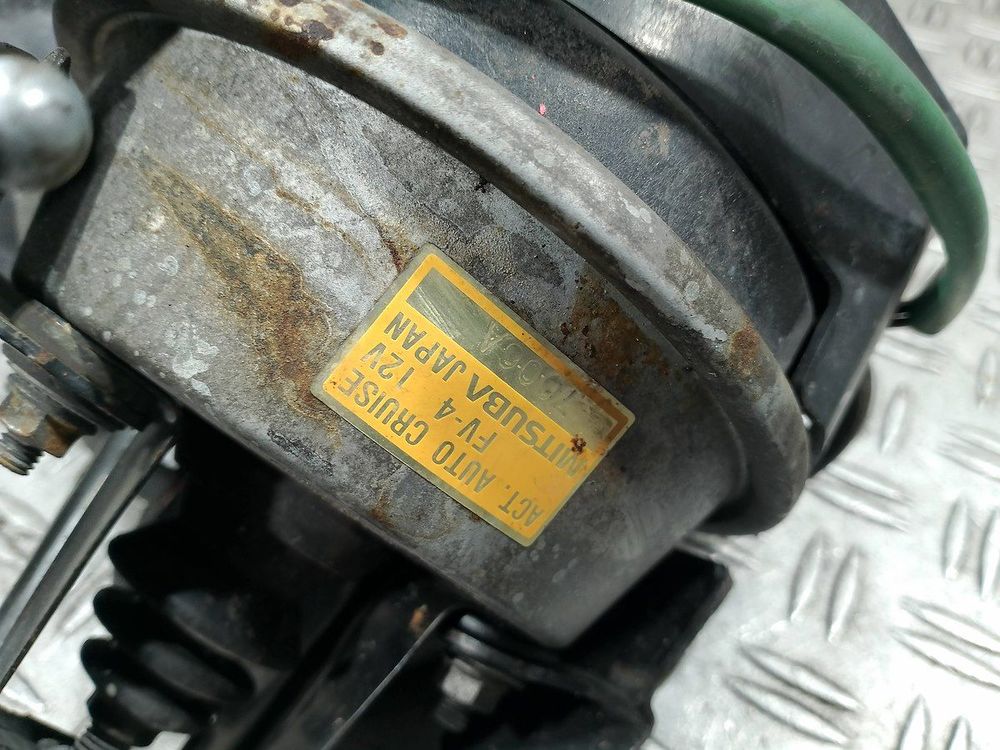 ACT. AUTO CRUISE
FV-4 12V
MITSUBA JAPAN